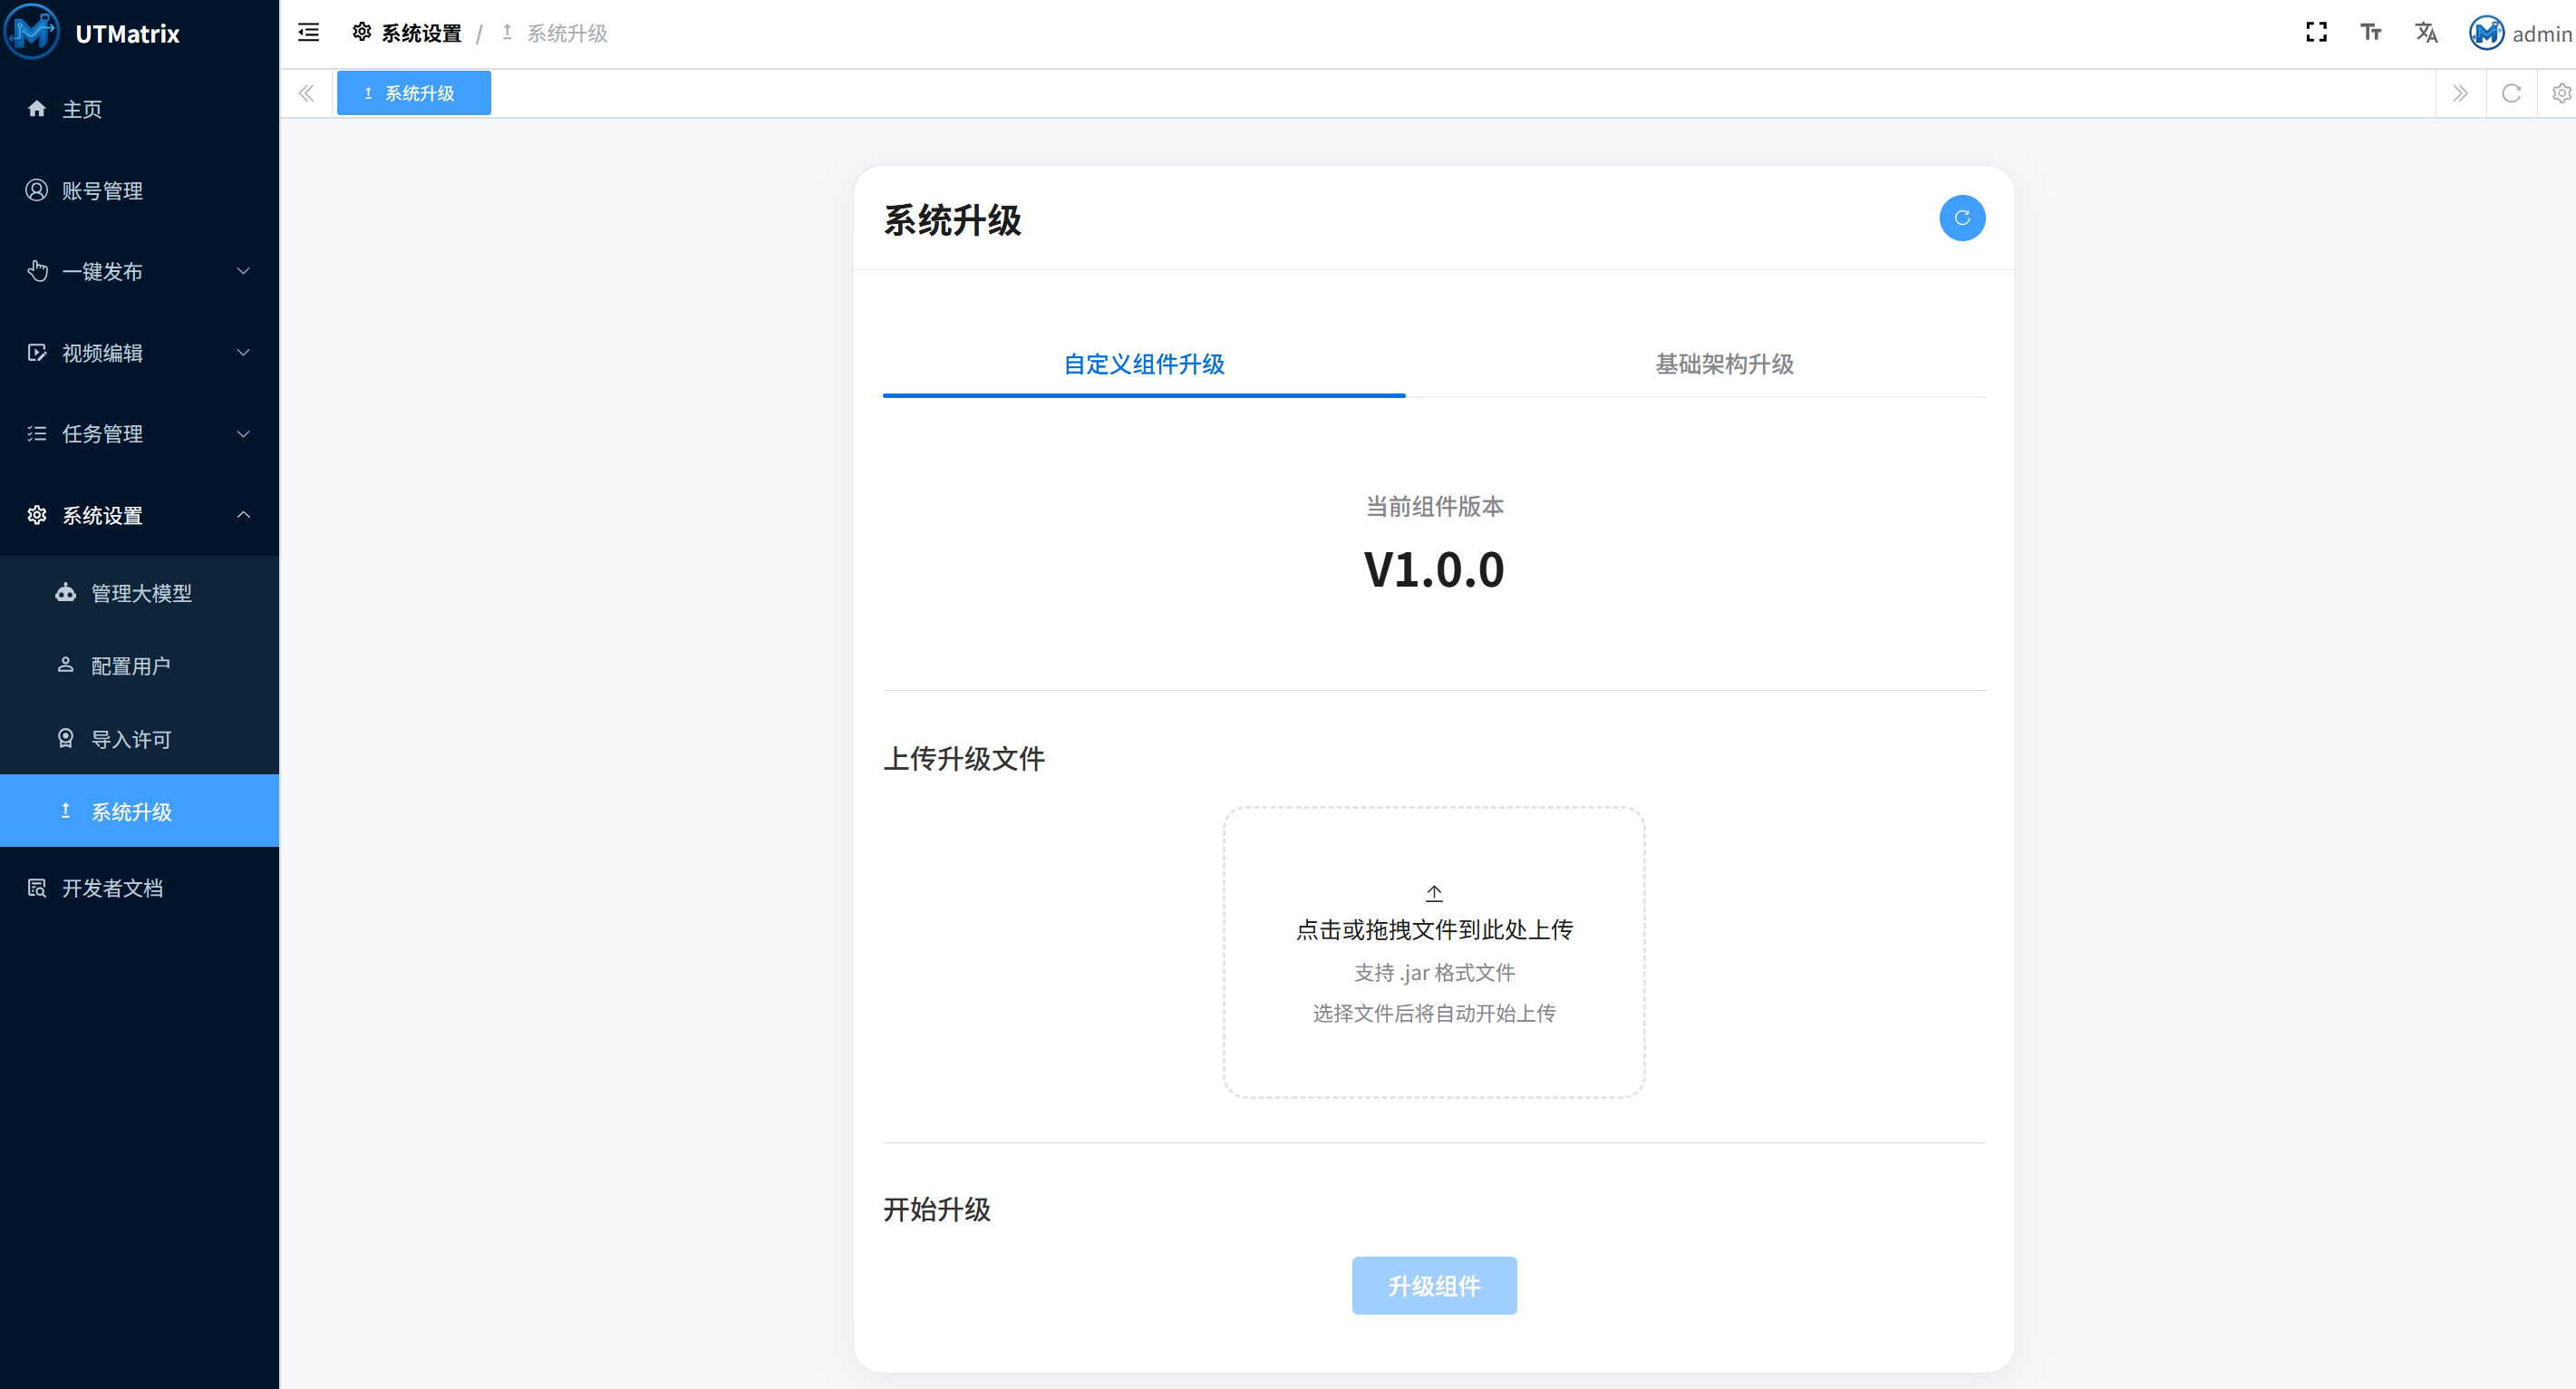 UTMatrix
主页
账号管理
一键发布
视频编辑
任务管理
系统设置
管理大模型
配置用户
导入许可
系统升级
开发者文档
系统设置 / 系统升级
admin
系统升级
系统升级
自定义组件升级
基础架构升级
当前组件版本
V1.0.0
上传升级文件
点击或拖拽文件到此处上传
支持 .jar 格式文件
选择文件后将自动开始上传
开始升级
升级组件